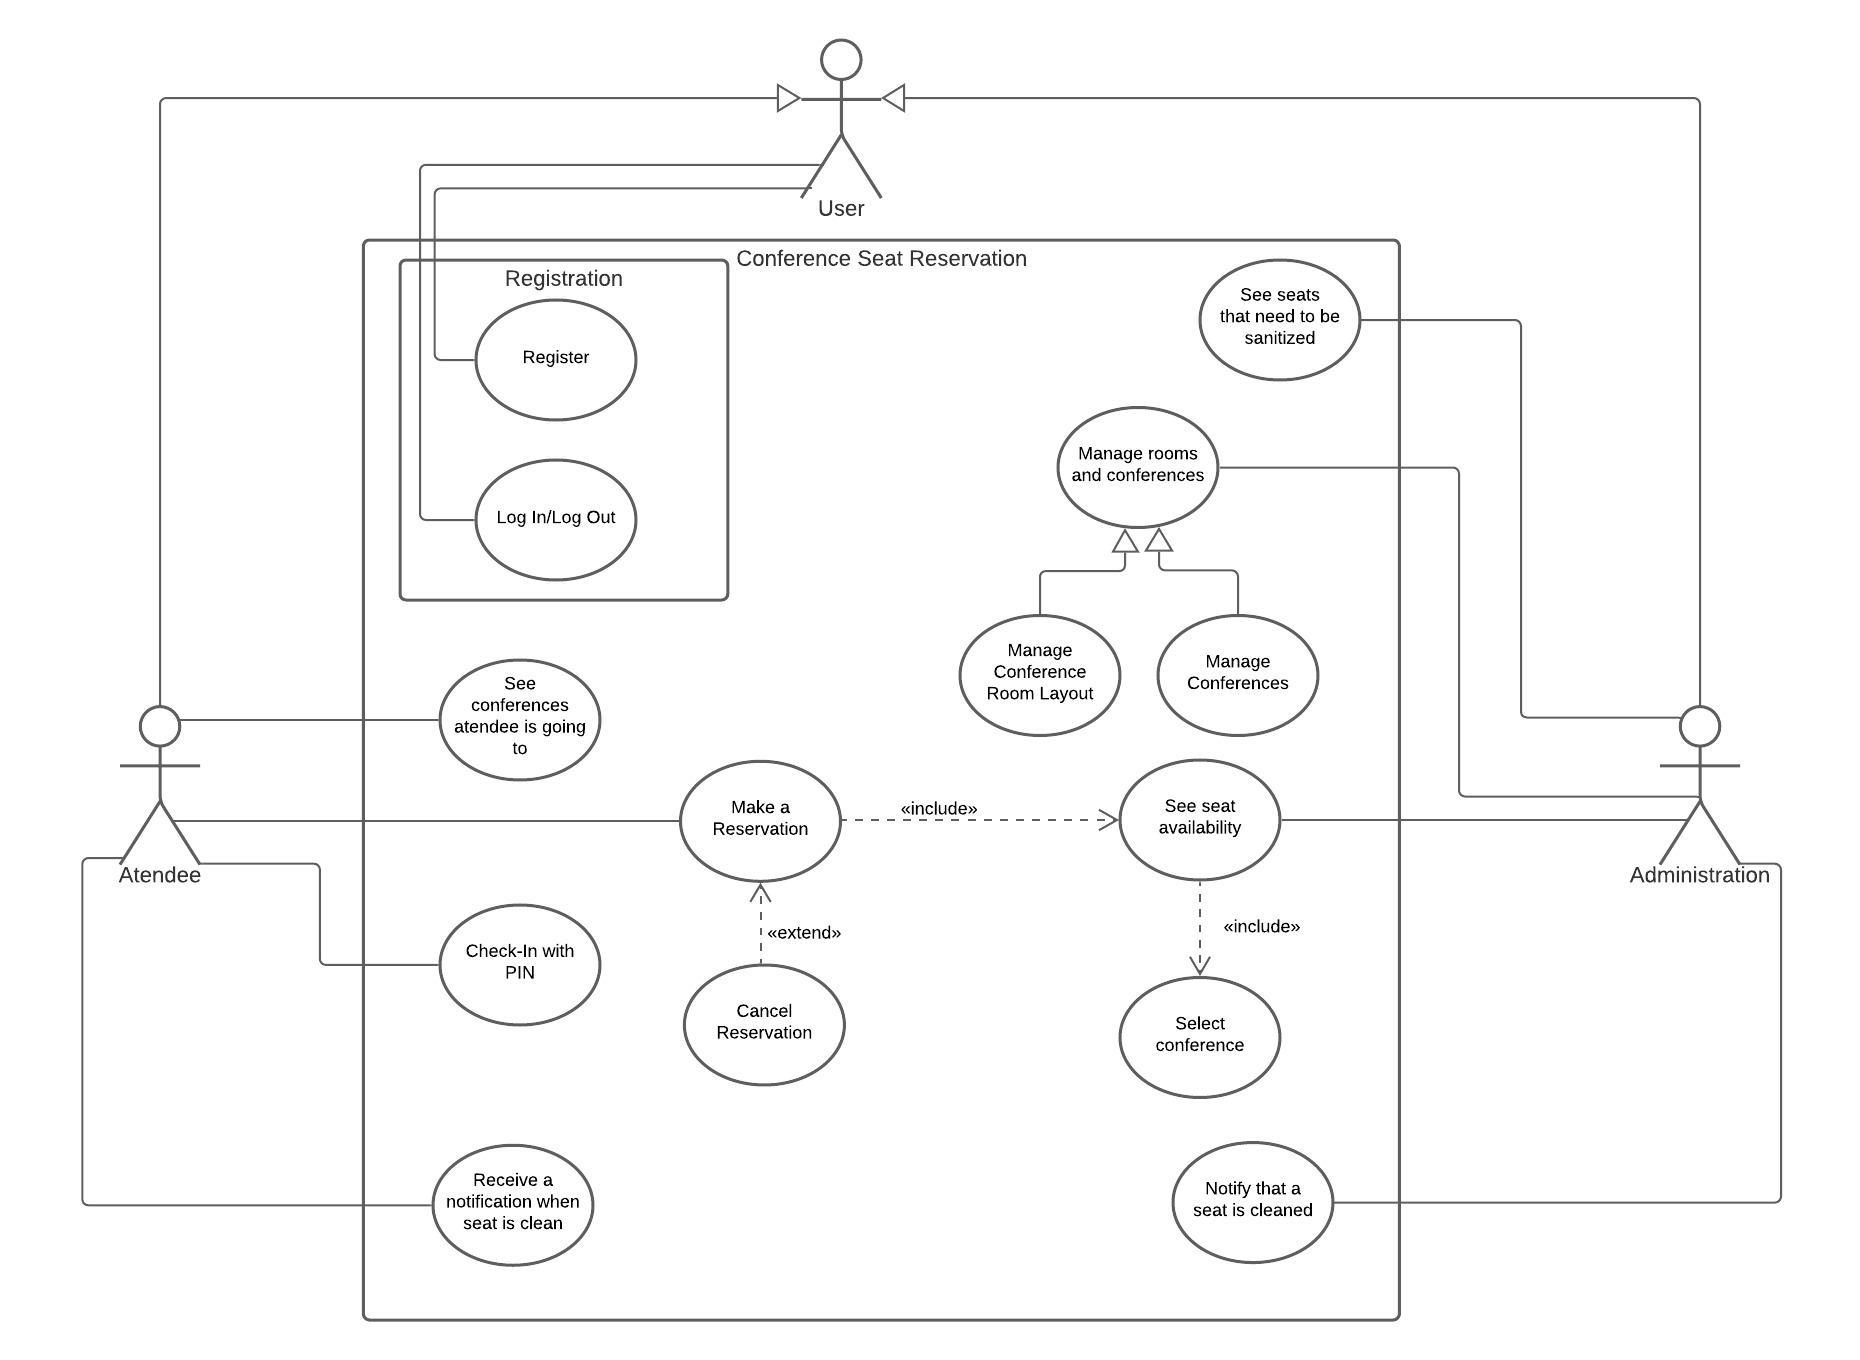 User
Conference Seat Reservation
Registration
See seats
that need to be
sanitized
Register
Manage rooms
and conferences
Log In/Log Out
Manage
Conference
Room Layout
Manage
Conferences
See
conferences
atendee is going
to
Make a
Reservation
«include»
See seat
availability
Atendee
Administration
«extend»
«include»
Check-In with
PIN
Cancel
Reservation
Select
conference
Receive a
notification when
seat is clean
Notify that a
seat is cleaned